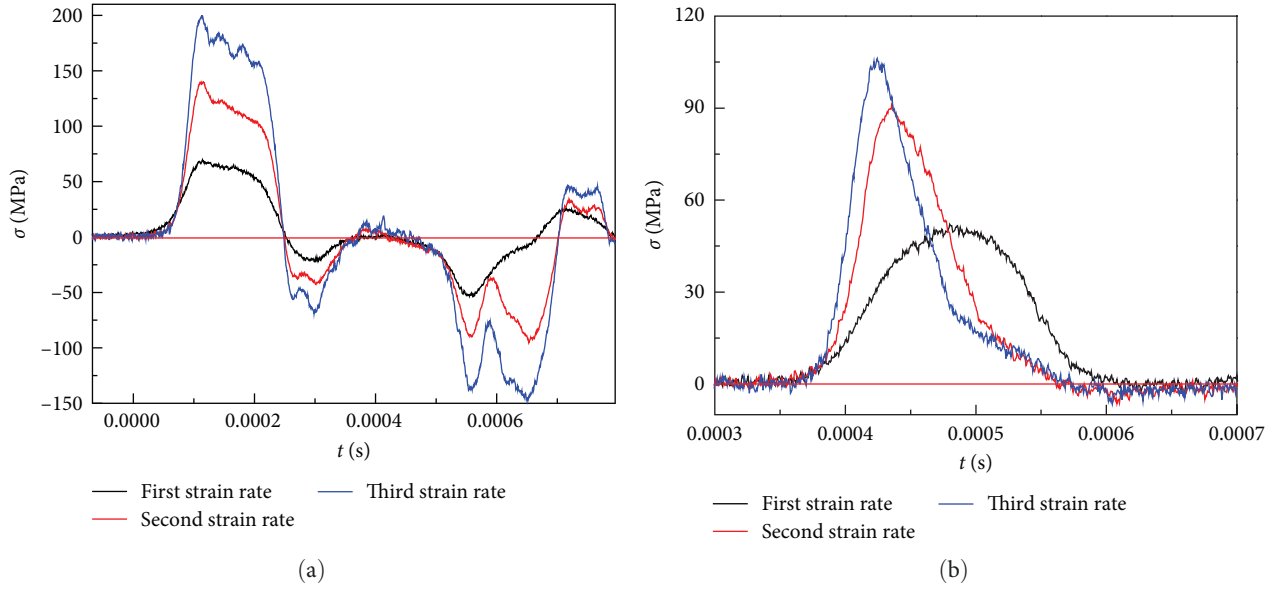 200
150
100
50
0
−50
−100
−150
σ (MPa)
0.0000
0.0002
0.0004
0.0006
t (s)
First strain rate
Third strain rate
Second strain rate
(a)
120
90
60
30
0
σ (MPa)
0.0003
0.0004
0.0005
0.0006
0.0007
t (s)
First strain rate
Third strain rate
Second strain rate
(b)